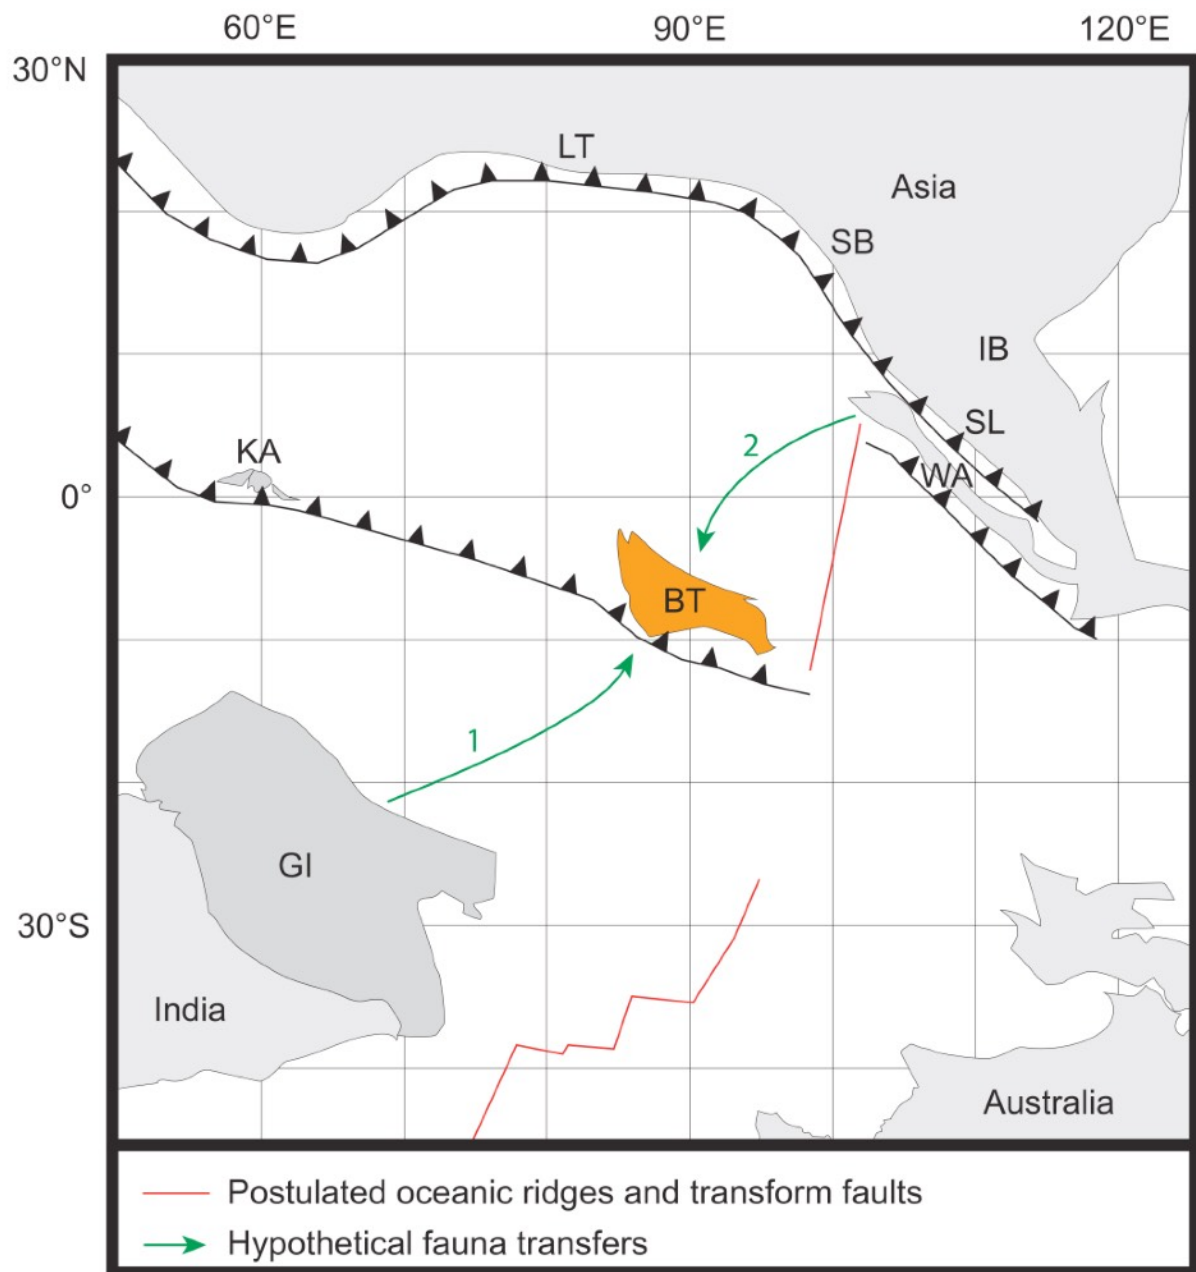 60°E 90°E 120°E
30°N
LT
Asia
SB
IB
SL
KA
2
WA
0°
BT
1
GI
30°S
India
Australia
Postulated oceanic ridges and transform faults
Hypothetical fauna transfers